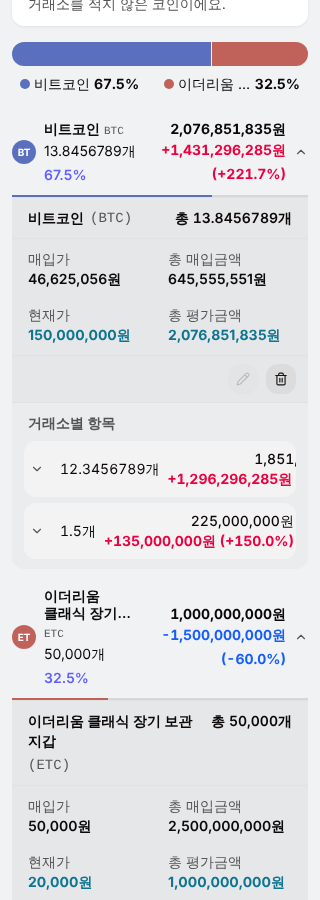 거래소를 적지 않은 코인이에요.
비트코인 67.5% 이더리움 ... 32.5%
BT
비트코인 BTC
13.8456789개
67.5%
2,076,851,835원
+1,431,296,285원
(+221.7%)
비트코인 (BTC) 총 13.8456789개
매입가 총 매입금액
46,625,056원 645,555,551원
현재가 총 평가금액
150,000,000원 2,076,851,835원
거래소별 항목
12.3456789개
1,851,
+1,296,296,285원
1.5개
225,000,000원
+135,000,000원 (+150.0%)
ET
이더리움
클래식 장기...
ETC
50,000개
32.5%
1,000,000,000원
-1,500,000,000원
(-60.0%)
이더리움 클래식 장기 보관 총 50,000개
지갑
(ETC)
매입가 총 매입금액
50,000원 2,500,000,000원
현재가 총 평가금액
20,000원 1,000,000,000원